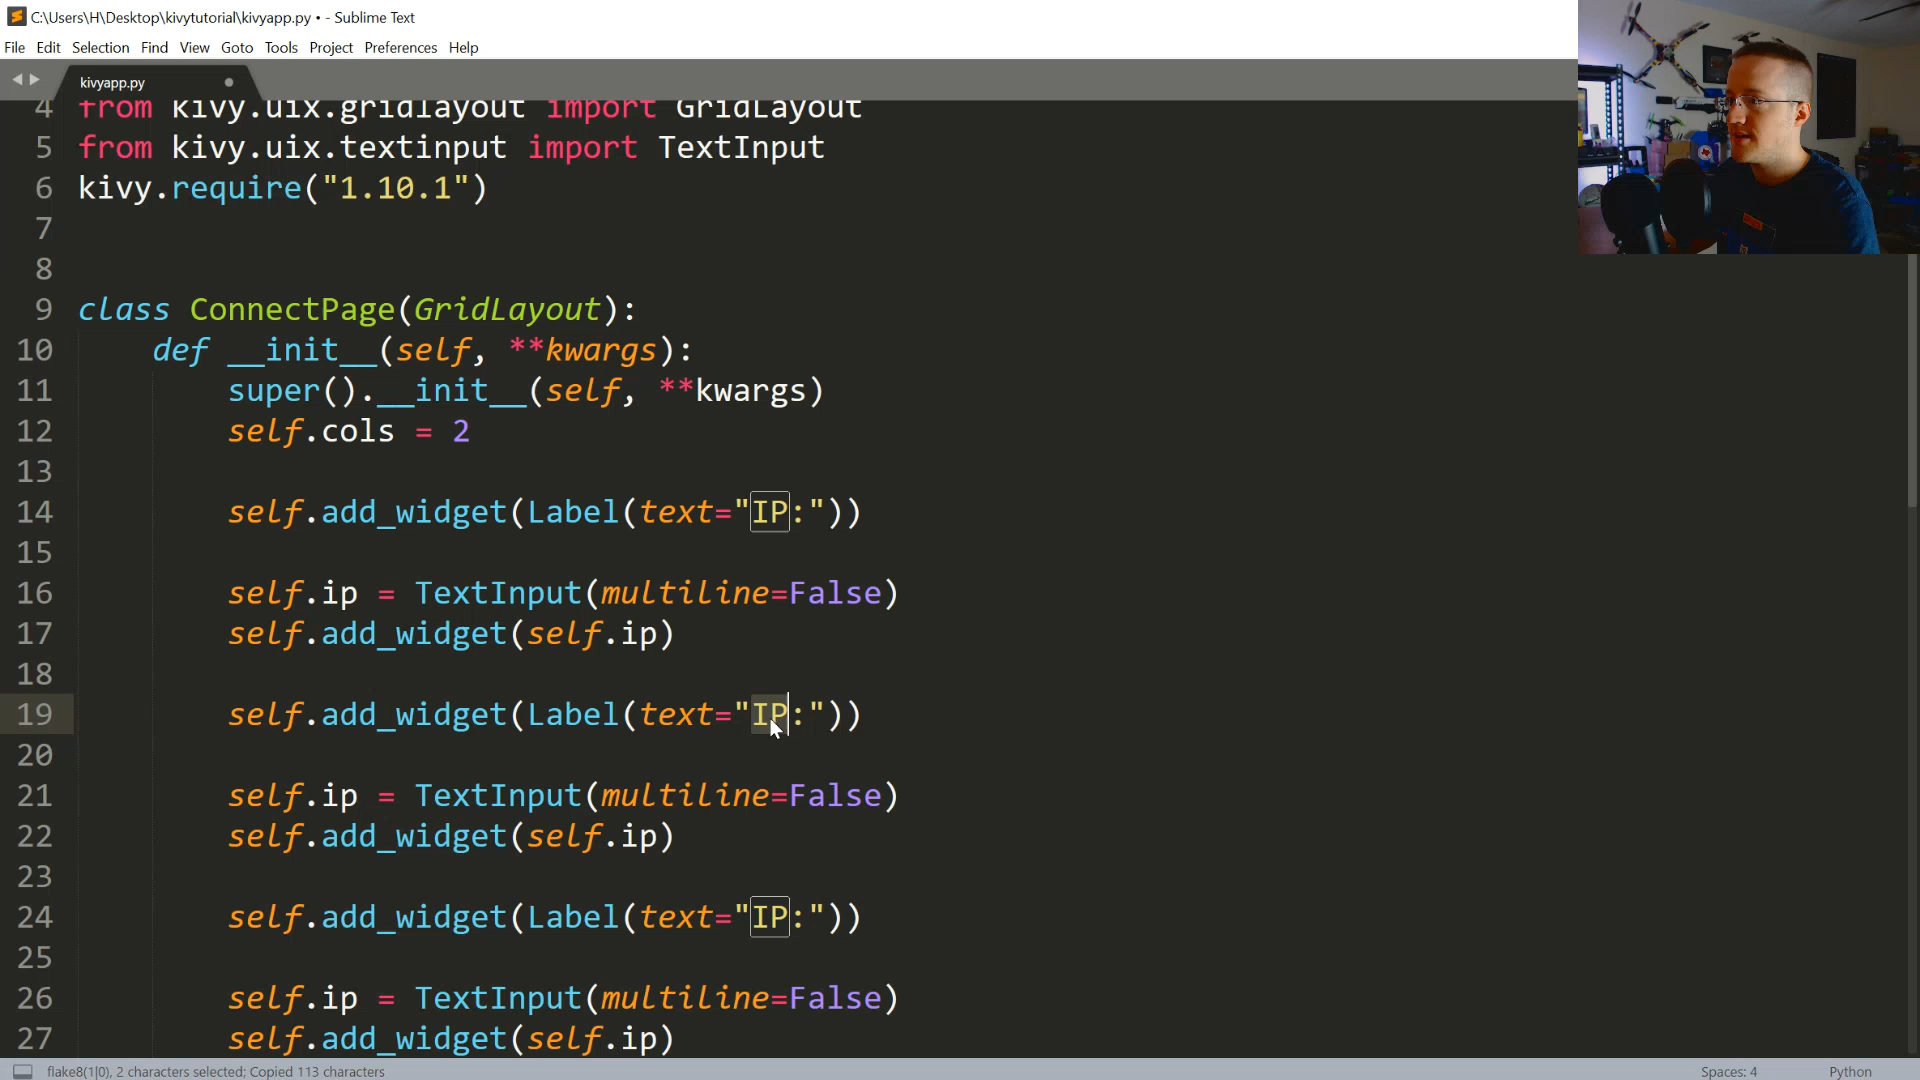 C:\Users\H\Desktop\kivytutorial\kivyapp.py • - Sublime Text
File Edit Selection Find View Goto Tools Project Preferences Help
kivyapp.py
4 from kivy.uix.gridlayout import GridLayout
5 from kivy.uix.textinput import TextInput
6 kivy.require("1.10.1")
7
8
9 class ConnectPage(GridLayout):
10 def __init__(self, **kwargs):
11 super().__init__(self, **kwargs)
12 self.cols = 2
13
14 self.add_widget(Label(text="IP:"))
15
16 self.ip = TextInput(multiline=False)
17 self.add_widget(self.ip)
18
19 self.add_widget(Label(text="IP:"))
20
21 self.ip = TextInput(multiline=False)
22 self.add_widget(self.ip)
23
24 self.add_widget(Label(text="IP:"))
25
26 self.ip = TextInput(multiline=False)
27 self.add_widget(self.ip)
flake8(1|0), 2 characters selected; Copied 113 characters Spaces: 4 Python